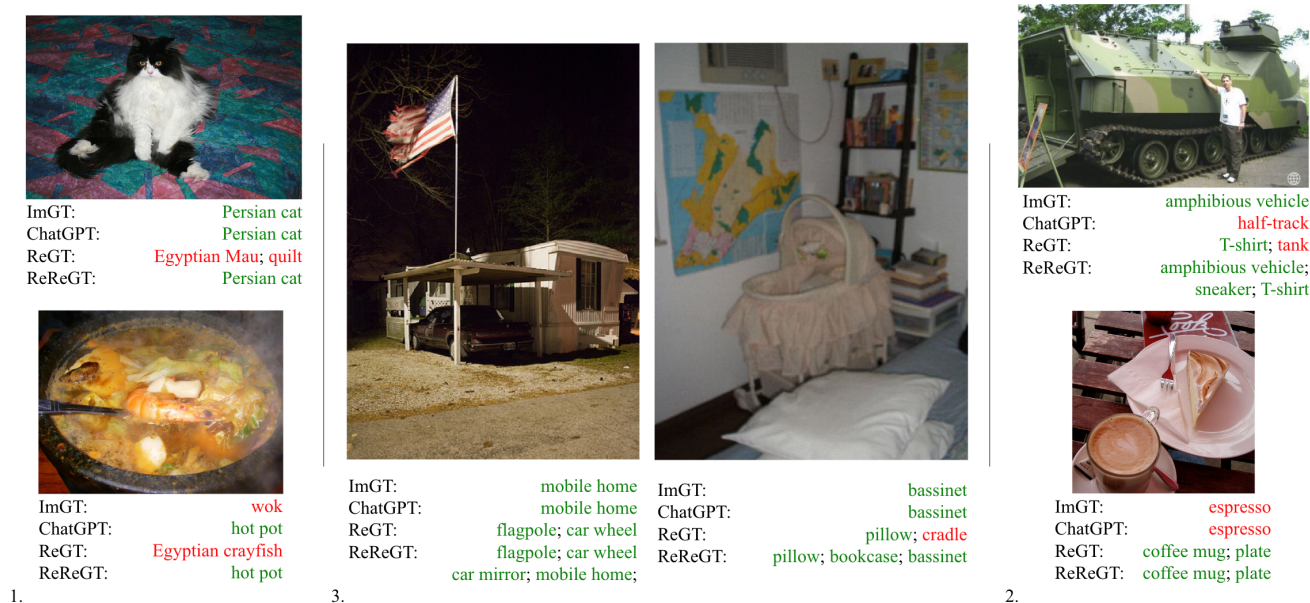 ImGT: Persian cat
ChatGPT: Persian cat
ReGT: Egyptian Mau; quilt
ReReGT: Persian cat
ImGT: wok
ChatGPT: hot pot
ReGT: Egyptian crayfish
ReReGT: hot pot
1.
ImGT: mobile home
ChatGPT: mobile home
ReGT: flagpole; car wheel
ReReGT: flagpole; car wheel
car mirror; mobile home;
ImGT: bassinet
ChatGPT: bassinet
ReGT: pillow; cradle
ReReGT: pillow; bookcase; bassinet
3.
ImGT: amphibious vehicle
ChatGPT: half-track
ReGT: T-shirt; tank
ReReGT: amphibious vehicle;
sneaker; T-shirt
ImGT: espresso
ChatGPT: espresso
ReGT: coffee mug; plate
ReReGT: coffee mug; plate
2.